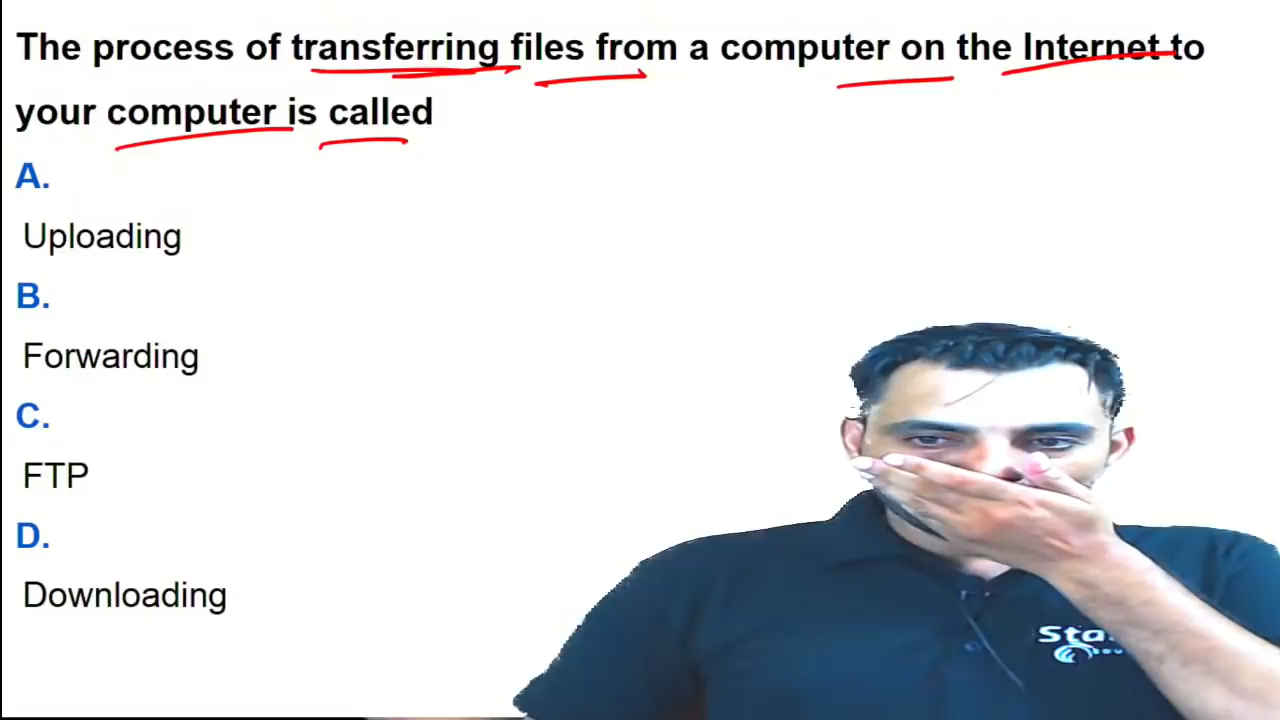 The process of transferring files from a computer on the Internet to
your computer is called
A.
Uploading
B.
Forwarding
C.
FTP
D.
Downloading